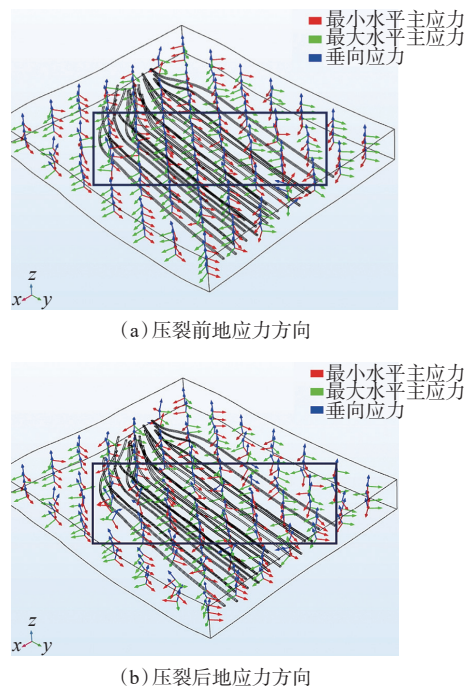 最小水平主应力
最大水平主应力
垂向应力
z
x y
(a)压裂前地应力方向
最小水平主应力
最大水平主应力
垂向应力
z
x y
(b)压裂后地应力方向